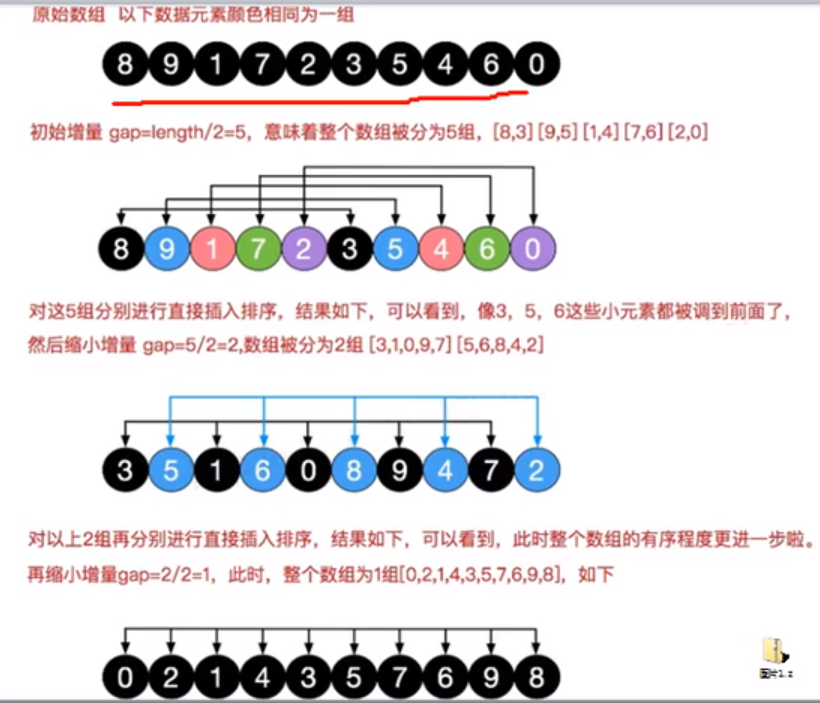 原始数组 以下数据元素颜色相同为一组
8 9 1 7 2 3 5 4 6 0
初始增量 gap=length/2=5，意味着整个数组被分为5组，[8,3][9,5][1,4][7,6][2,0]
8 9 1 7 2 3 5 4 6 0
对这5组分别进行直接插入排序，结果如下，可以看到，像3，5，6这些小元素都被调到前面了，
然后缩小增量 gap=5/2=2,数组被分为2组 [3,1,0,9,7][5,6,8,4,2]
3 5 1 6 0 8 9 4 7 2
对以上2组再分别进行直接插入排序，结果如下，可以看到，此时整个数组的有序程度更进一步啦。
再缩小增量gap=2/2=1，此时，整个数组为1组[0,2,1,4,3,5,7,6,9,8]，如下
0 2 1 4 3 5 7 6 9 8
图片1.z